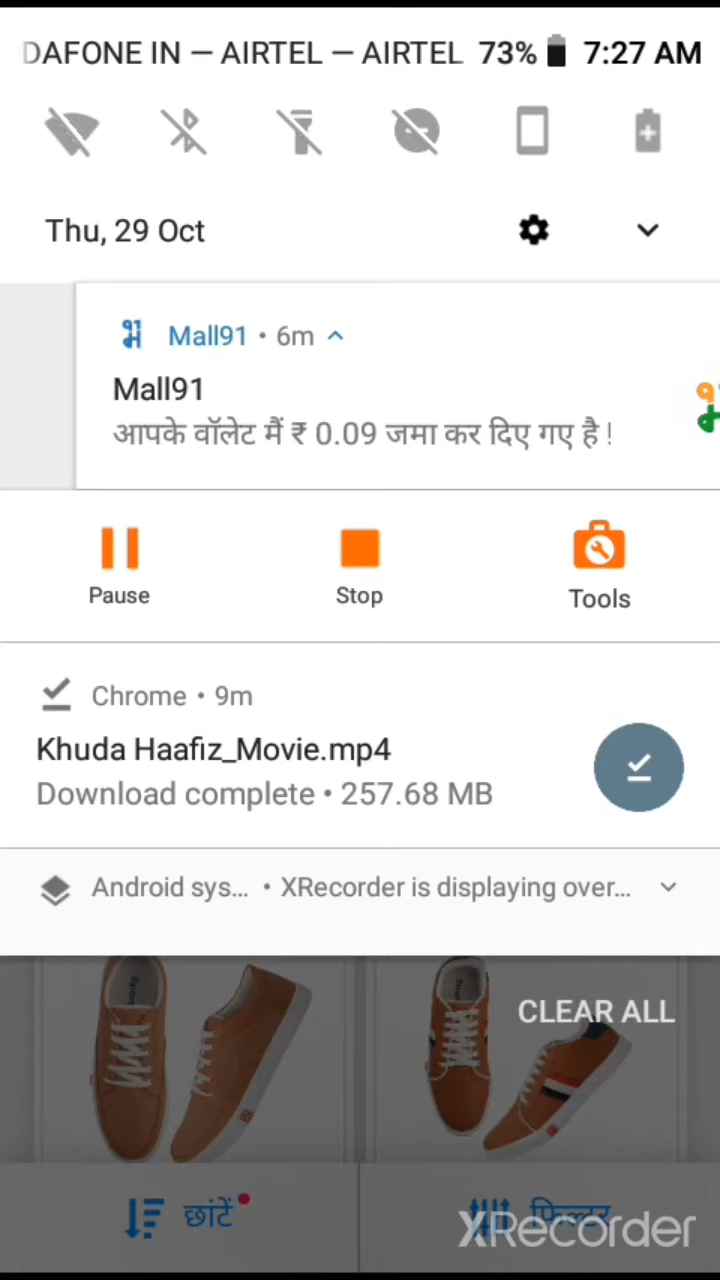 DAFONE IN — AIRTEL — AIRTEL 73% 7:27 AM
Thu, 29 Oct
Mall91 • 6m
Mall91
आपके वॉलेट मैं ₹ 0.09 जमा कर दिए गए है !
Pause Stop Tools
Chrome • 9m
Khuda Haafiz_Movie.mp4
Download complete • 257.68 MB
Android sys... • XRecorder is displaying over...
CLEAR ALL
छांटें फिल्टर
XRecorder